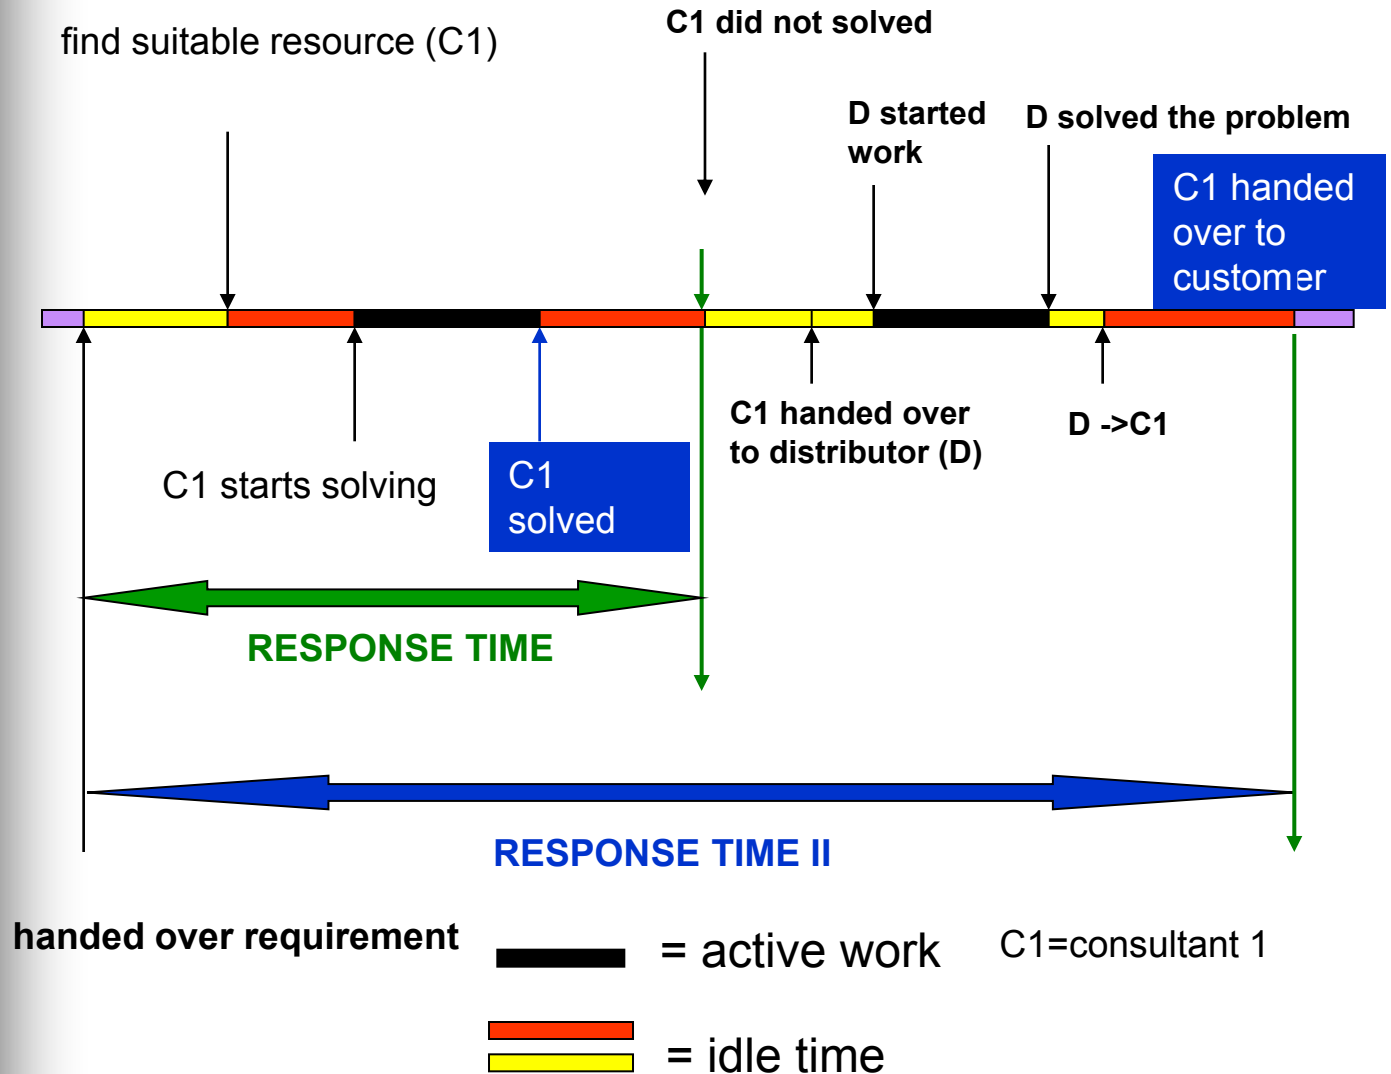 find suitable resource (C1)
C1 did not solved
D started
work
D solved the problem
C1 handed
over to
customer
C1 starts solving
C1
solved
C1 handed over
to distributor (D)
D ->C1
RESPONSE TIME
RESPONSE TIME II
handed over requirement
= active work
C1=consultant 1
= idle time